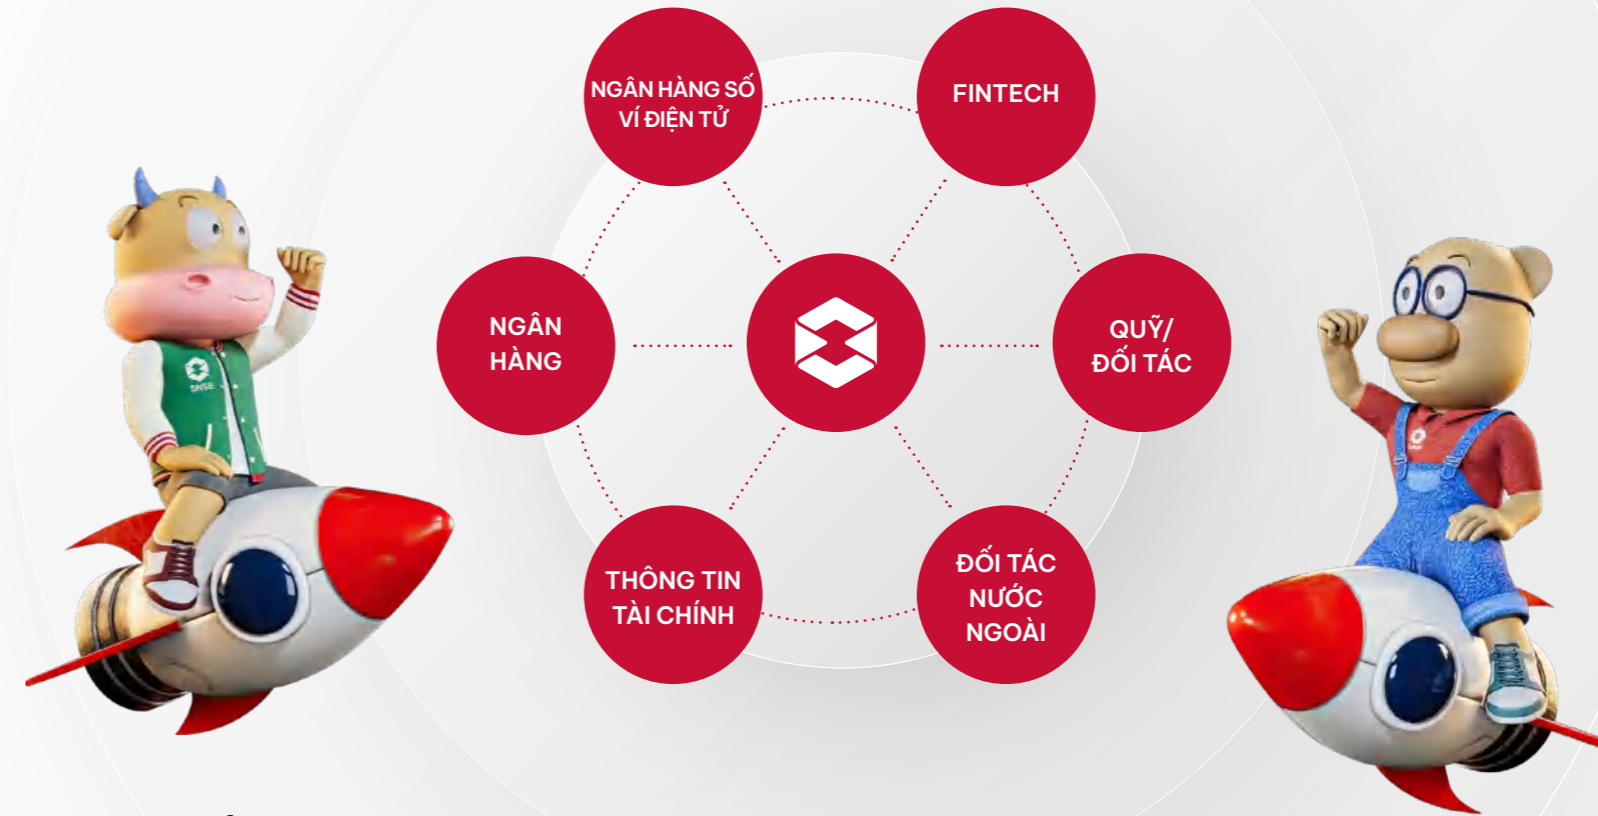 NGÂN HÀNG SỐ
VÍ ĐIỆN TỬ
FINTECH
NGÂN
HÀNG
QUỸ/
ĐỐI TÁC
THÔNG TIN
TÀI CHÍNH
ĐỐI TÁC
NƯỚC
NGOÀI
DNSE